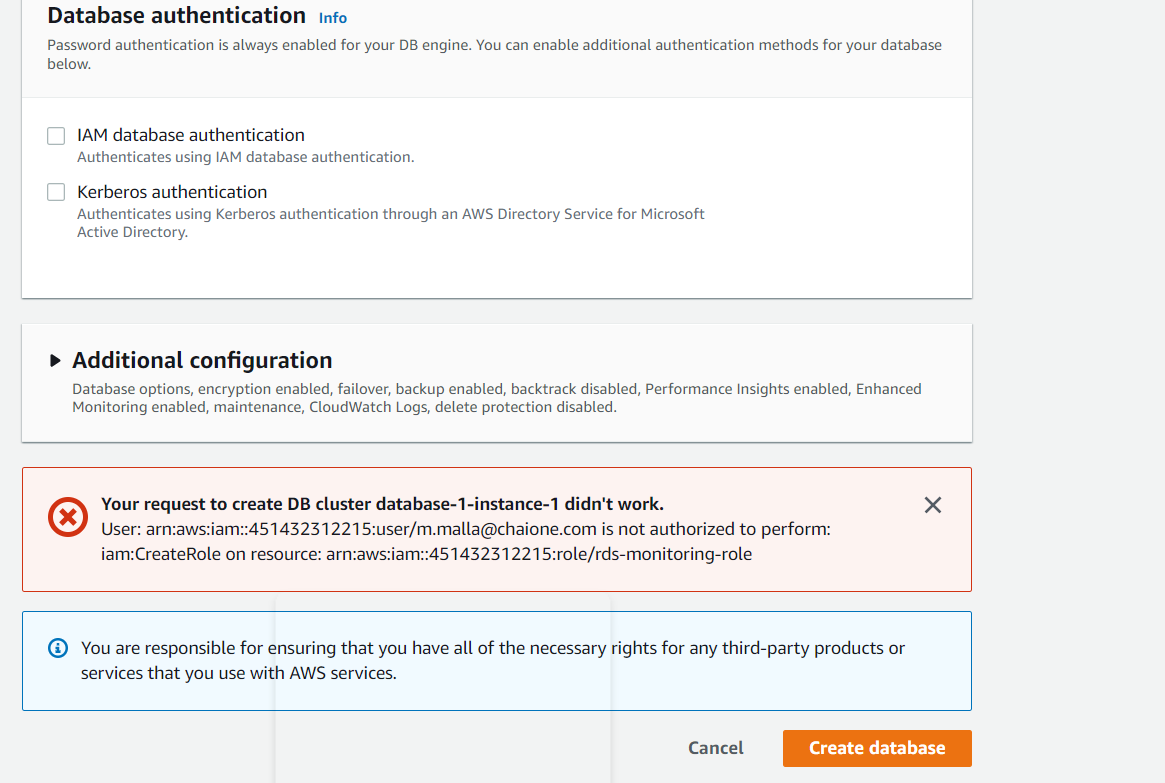 Database authentication Info
Password authentication is always enabled for your DB engine. You can enable additional authentication methods for your database
below.
IAM database authentication
Authenticates using IAM database authentication.
Kerberos authentication
Authenticates using Kerberos authentication through an AWS Directory Service for Microsoft
Active Directory.
Additional configuration
Database options, encryption enabled, failover, backup enabled, backtrack disabled, Performance Insights enabled, Enhanced
Monitoring enabled, maintenance, CloudWatch Logs, delete protection disabled.
Your request to create DB cluster database-1-instance-1 didn't work.
User: arn:aws:iam::451432312215:user/m.malla@chaione.com is not authorized to perform:
iam:CreateRole on resource: arn:aws:iam::451432312215:role/rds-monitoring-role
You are responsible for ensuring that you have all of the necessary rights for any third-party products or
services that you use with AWS services.
Cancel Create database